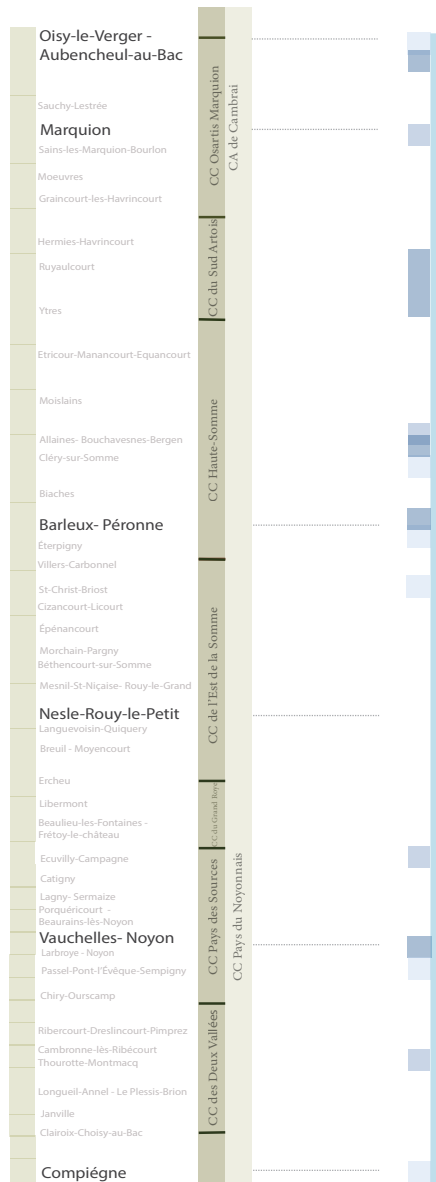 Oisy-le-Verger -
Aubencheul-au-Bac
Sauchy-Lestrée
Marquion
Sains-les-Marquion-Bourlon
Moeuvres
Graincourt-les-Havrincourt
Hermies-Havrincourt
Ruyaulcourt
Ytres
Etricour-Manancourt-Equancourt
Moislains
Allaines- Bouchavesnes-Bergen
Cléry-sur-Somme
Biaches
Barleux- Péronne
Éterpigny
Villers-Carbonnel
St-Christ-Briost
Cizancourt-Licourt
Épénancourt
Morchain-Pargny
Béthencourt-sur-Somme
Mesnil-St-Niçaise- Rouy-le-Grand
Nesle-Rouy-le-Petit
Languevoisin-Quiquery
Breuil - Moyencourt
Ercheu
Libermont
Beaulieu-les-Fontaines -
Frétoy-le-château
Ecuvilly-Campagne
Catigny
Lagny- Sermaize
Porquéricourt -
Beaurains-lès-Noyon
Vauchelles- Noyon
Larbroye - Noyon
Passel-Pont-l'Évêque-Sempigny
Chiry-Ourscamp
Ribercourt-Dreslincourt-Pimprez
Cambronne-lès-Ribécourt
Thourotte-Montmacq
Longueil-Annel - Le Plessis-Brion
Janville
Clairoix-Choisy-au-Bac
Compiégne
CC Osartis Marquion
CA de Cambrai
CC du Sud Artois
CC Haute-Somme
CC de l'Est de la Somme
CC du Grand Roye
CC Pays des Sources
CC Pays du Noyonnais
CC des Deux Vallées